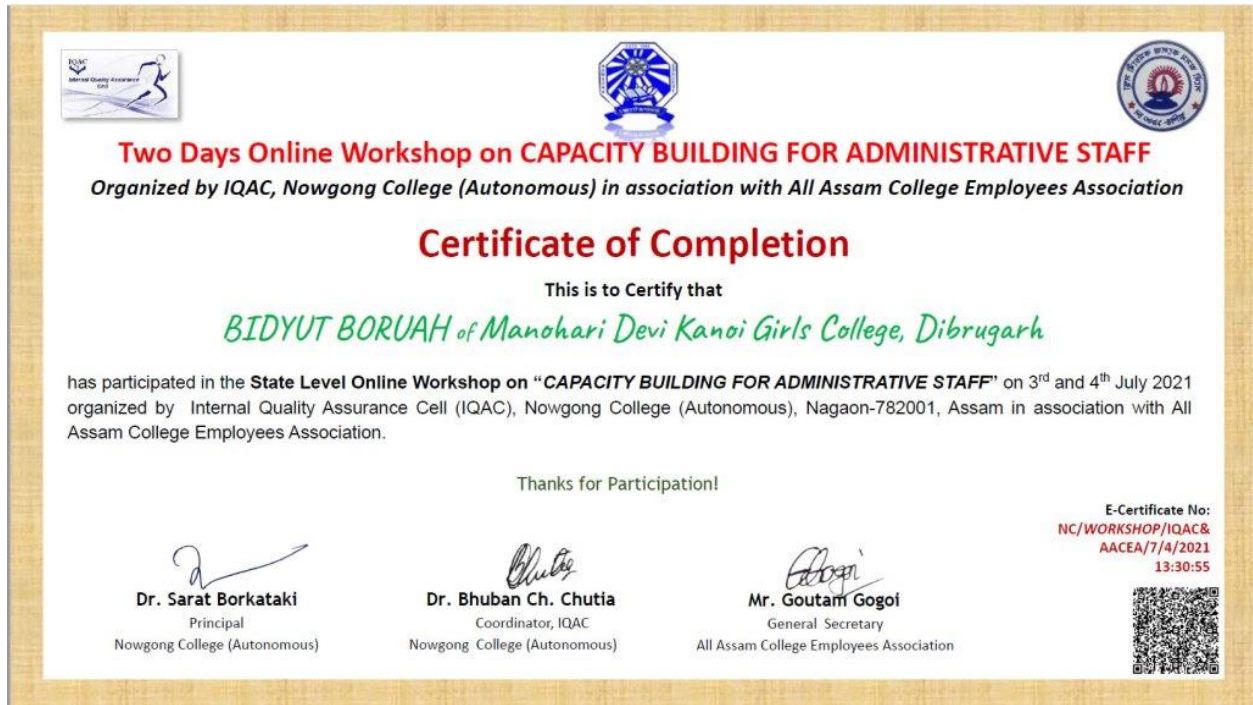 IQAC
Internal Quality Assurance
Cell
Two Days Online Workshop on CAPACITY BUILDING FOR ADMINISTRATIVE STAFF
Organized by IQAC, Nowgong College (Autonomous) in association with All Assam College Employees Association
Certificate of Completion
This is to Certify that
BIDYUT BORUAH of Manohari Devi Kanoi Girls College, Dibrugarh
has participated in the State Level Online Workshop on “CAPACITY BUILDING FOR ADMINISTRATIVE STAFF” on 3rd and 4th July 2021
organized by Internal Quality Assurance Cell (IQAC), Nowgong College (Autonomous), Nagaon-782001, Assam in association with All
Assam College Employees Association.
Thanks for Participation!
E-Certificate No:
NC/WORKSHOP/IQAC&
AACEA/7/4/2021
13:30:55
Dr. Sarat Borkataki
Principal
Nowgong College (Autonomous)
Bhutia
Dr. Bhuban Ch. Chutia
Coordinator, IQAC
Nowgong College (Autonomous)
GGogoi
Mr. Goutam Gogoi
General Secretary
All Assam College Employees Association